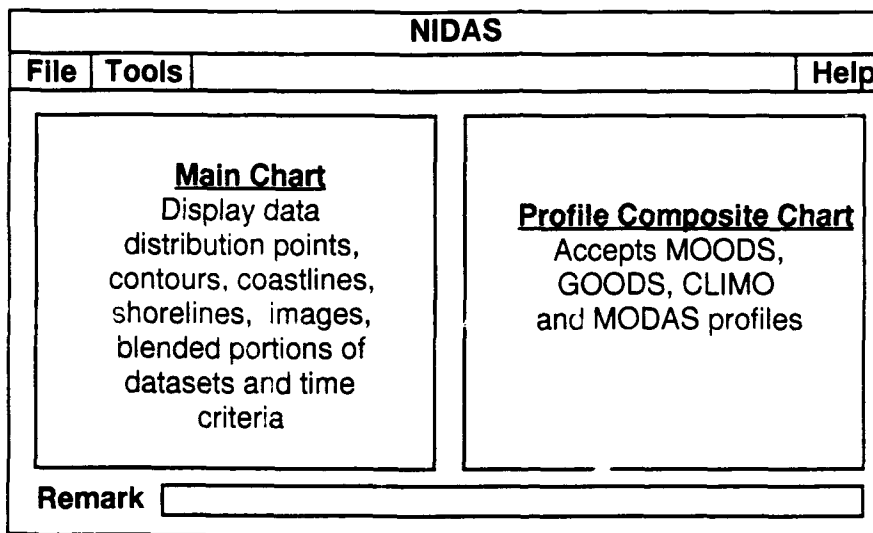 NIDAS
File Tools Help
Main Chart
Display data
distribution points,
contours, coastlines,
shorelines, images,
blended portions of
datasets and time
criteria
Profile Composite Chart
Accepts MOODS,
GOODS, CLIMO
and MODAS profiles
Remark